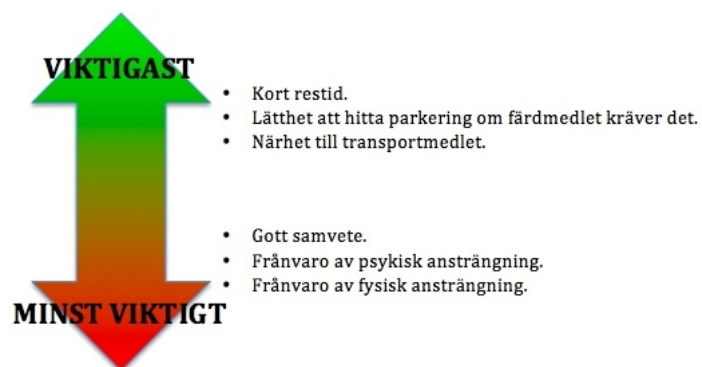 VIKTIGAST
• Kort restid.
• Lätthet att hitta parkering om färdmedlet kräver det.
• Närhet till transportmedlet.
• Gott samvete.
• Frånvaro av psykisk ansträngning.
• Frånvaro av fysisk ansträngning.
MINST VIKTIGT